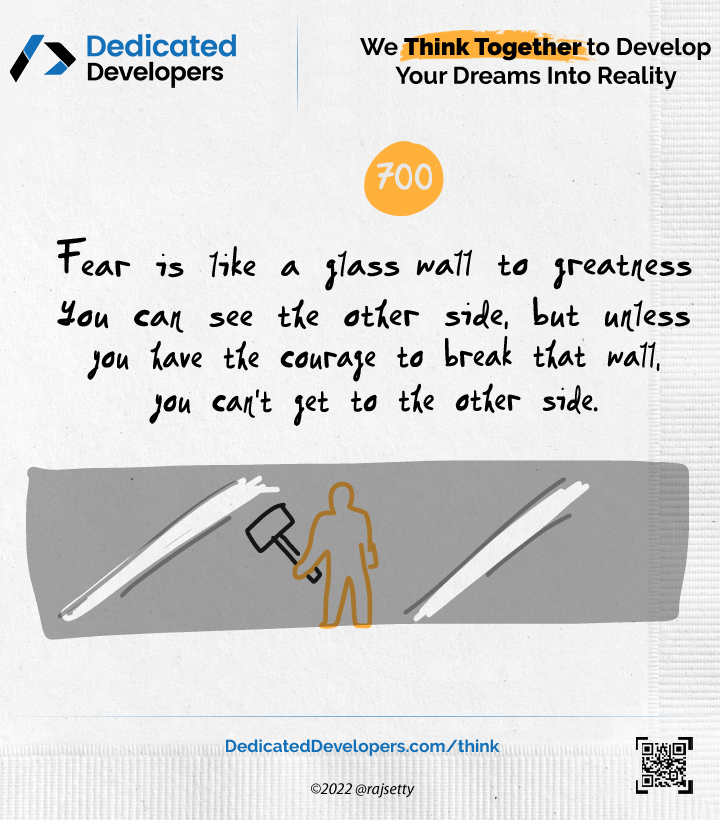 Dedicated
Developers
We Think Together to Develop
Your Dreams Into Reality
700
Fear is like a glass wall to greatness
You can see the other side, but unless
you have the courage to break that wall,
you can't get to the other side.
DedicatedDevelopers.com/think
©2022 @rajsetty